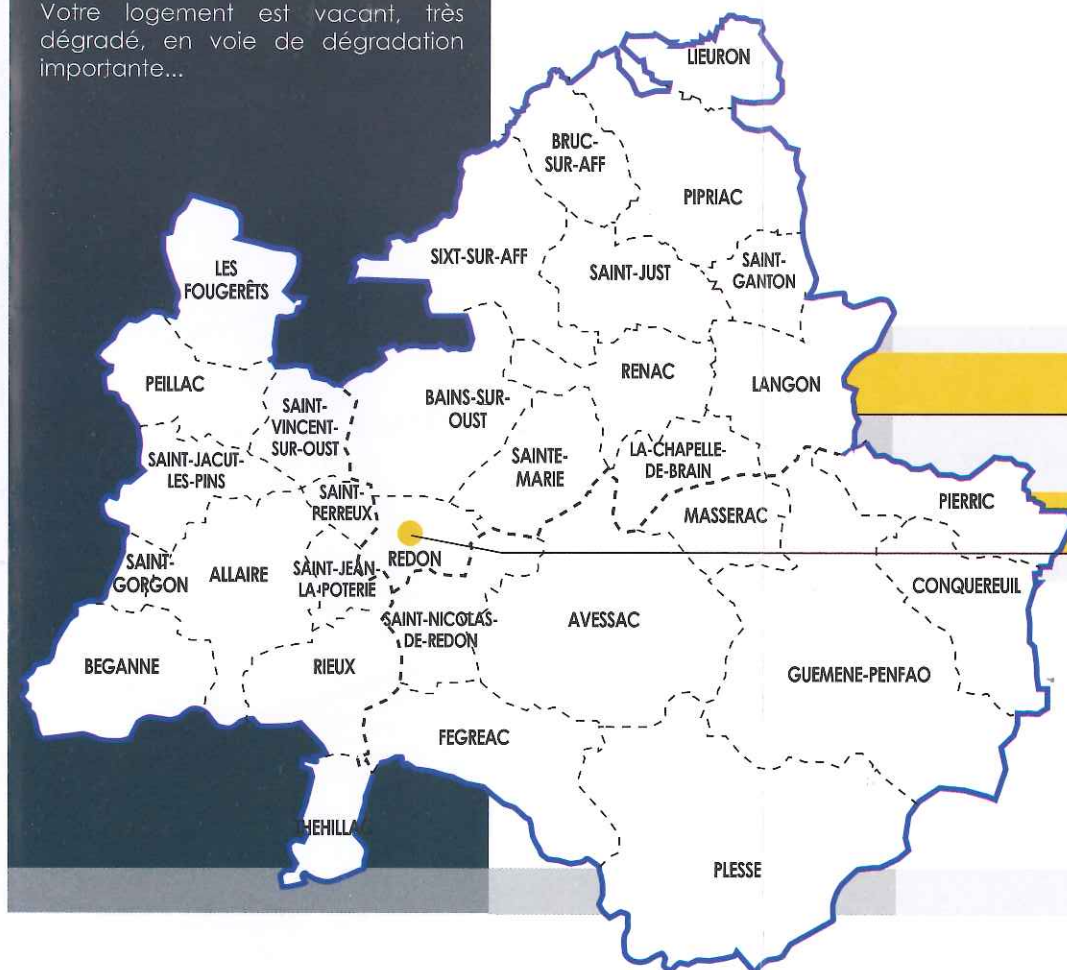 Votre logement est vacant, très
dégradé, en voie de dégradation
importante...
LIEURON
BRUC-
SUR-AFF
PIPRIAC
SIXT-SUR-AFF
SAINT-JUST
SAINT-
GANTON
LES
FOUGERÊTS
PEILLAC
SAINT-
VINCENT-
SUR-OUST
BAINS-SUR-
OUST
RENAC
LANGON
SAINT-JACUT-
LES-PINS
SAINTE-
MARIE
LA-CHAPELLE-
DE-BRAIN
SAINT-
PERREUX
MASSERAC
PIERRIC
SAINT-
GORGON
ALLAIRE
SAINT-JEAN-
LA-POTERIE
REDON
CONQUEREUIL
SAINT-NICOLAS-
DE-REDON
AVESSAC
BEGANNE
RIEUX
GUEMENE-PENFAO
FEGREAC
THEHILLAC
PLESSE